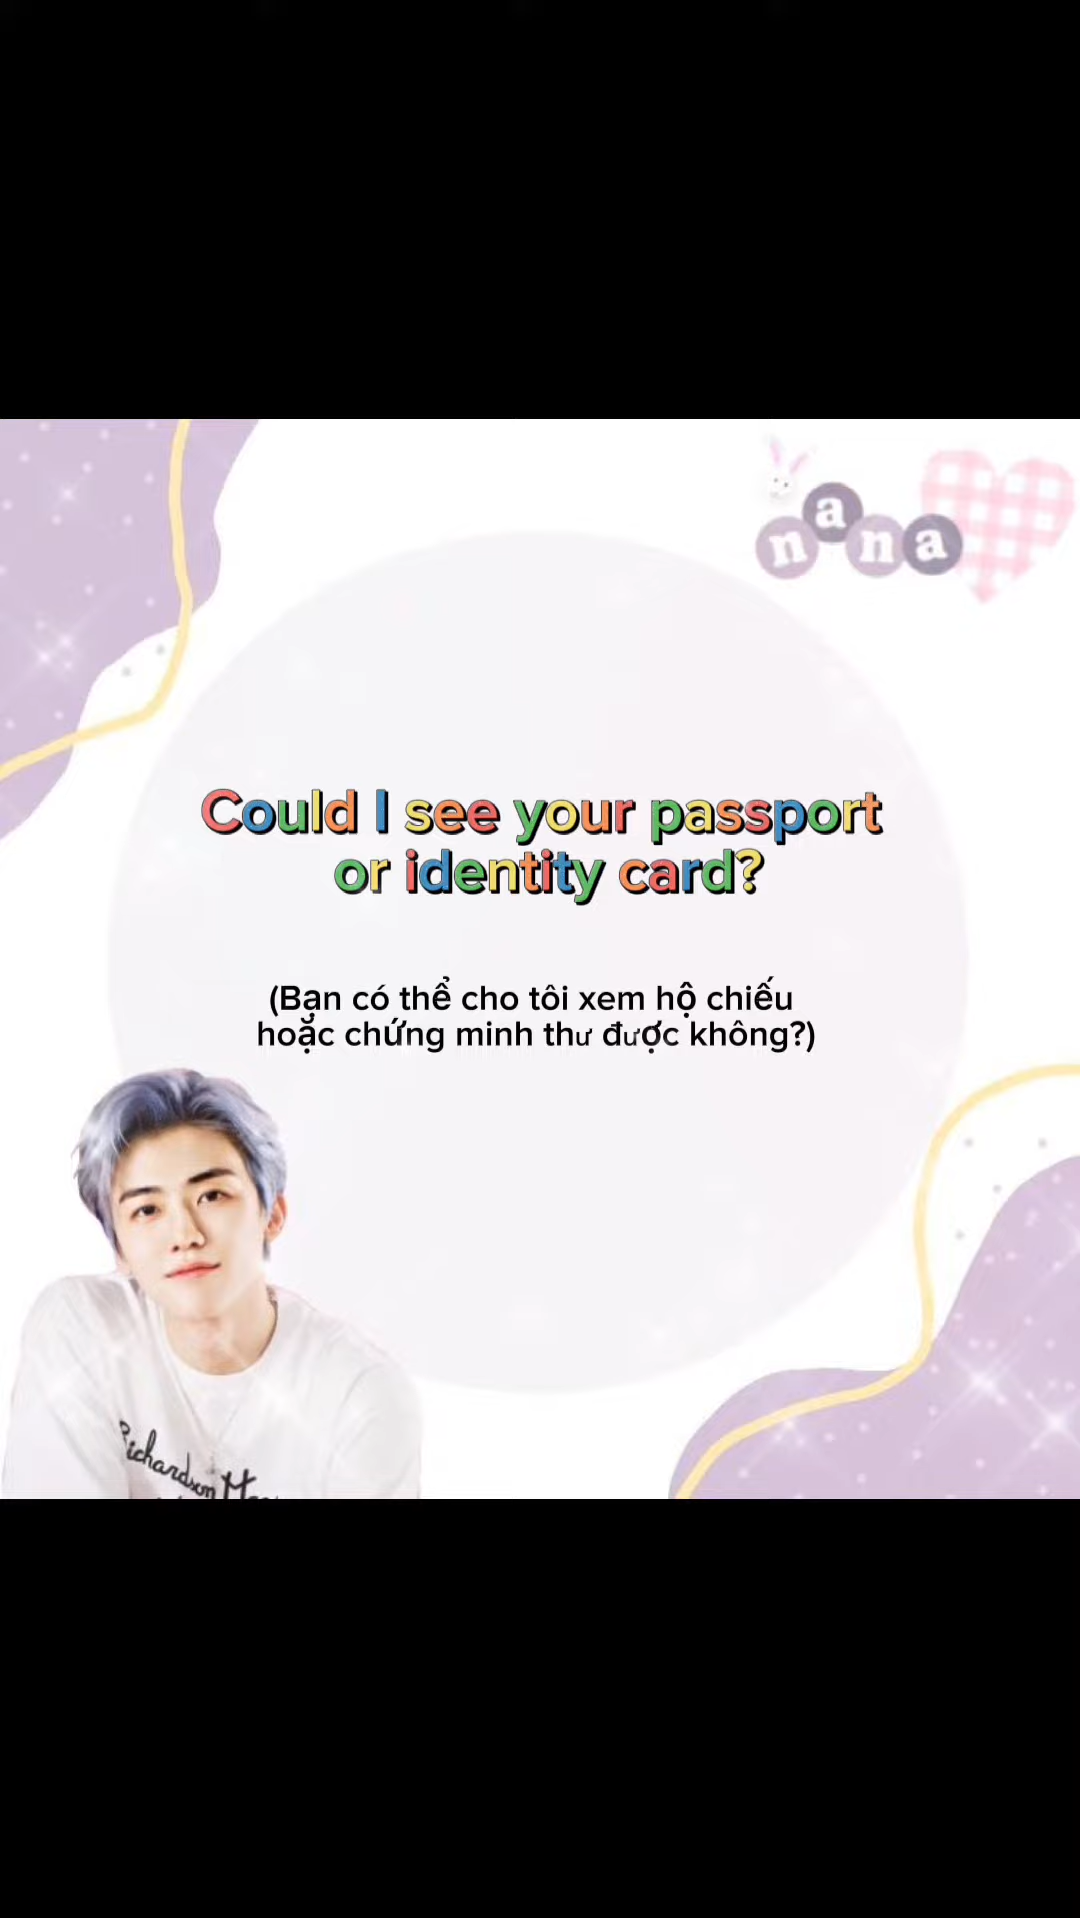 nana
Could I see your passport
or identity card?
(Bạn có thể cho tôi xem hộ chiếu
hoặc chứng minh thư được không?)
Richardson